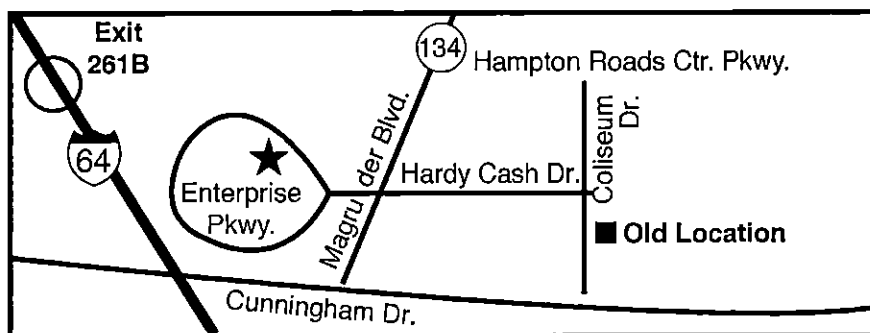 Exit
261B
134
Hampton Roads Ctr. Pkwy.
64
Magruder Blvd.
Coliseum
Dr.
Hardy Cash Dr.
Enterprise
Pkwy.
Old Location
Cunningham Dr.